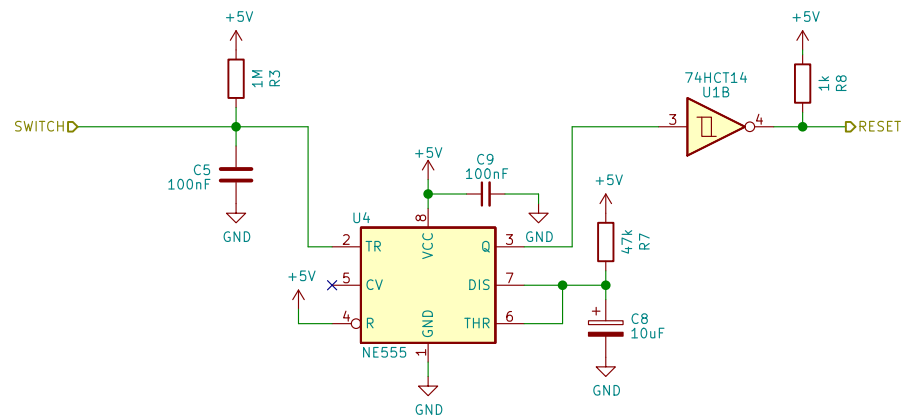 +5V
1M
R3
SWITCH
C5
100nF
GND
+5V
C9
100nF
GND
U4
8
VCC
2
TR
Q
3
+5V
5
CV
DIS
7
4
R
THR
6
GND
NE555
1
GND
+5V
47k
R7
+
C8
10uF
GND
74HCT14
U1B
3
4
+5V
1k
R8
RESET